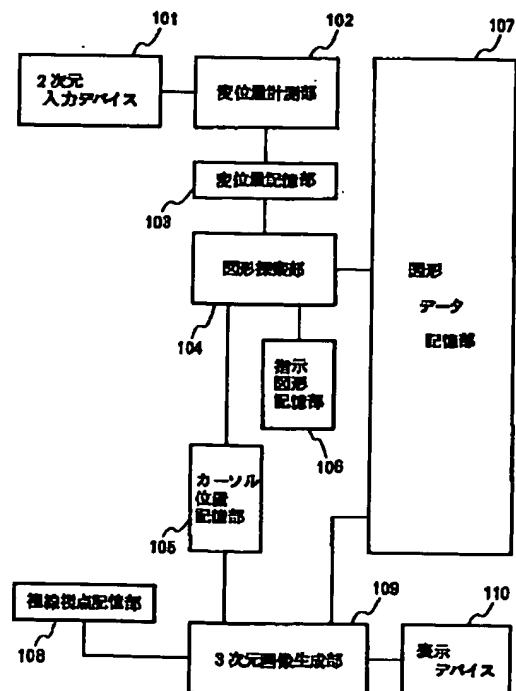 101
102
107
2次元
入力デバイス
変位量計測部
変位量記憶部
103
図形探索部
104
図形
データ
記憶部
指示
図形
記憶部
106
カーソル
位置
記憶部
105
視線視点記憶部
108
109
110
3次元画像生成部
表示
デバイス